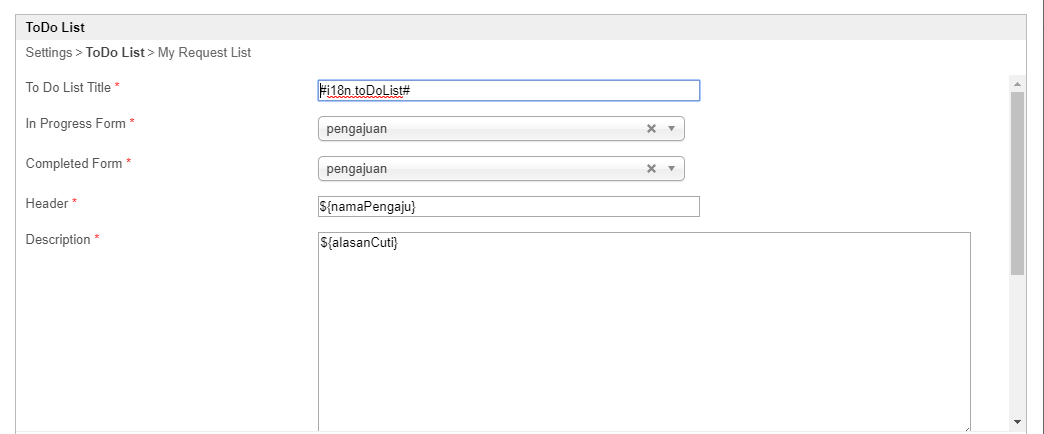 ToDo List
Settings > ToDo List > My Request List
To Do List Title * #i18n.toDoList#
In Progress Form * pengajuan
Completed Form * pengajuan
Header * ${namaPengaju}
Description * ${alasanCuti}